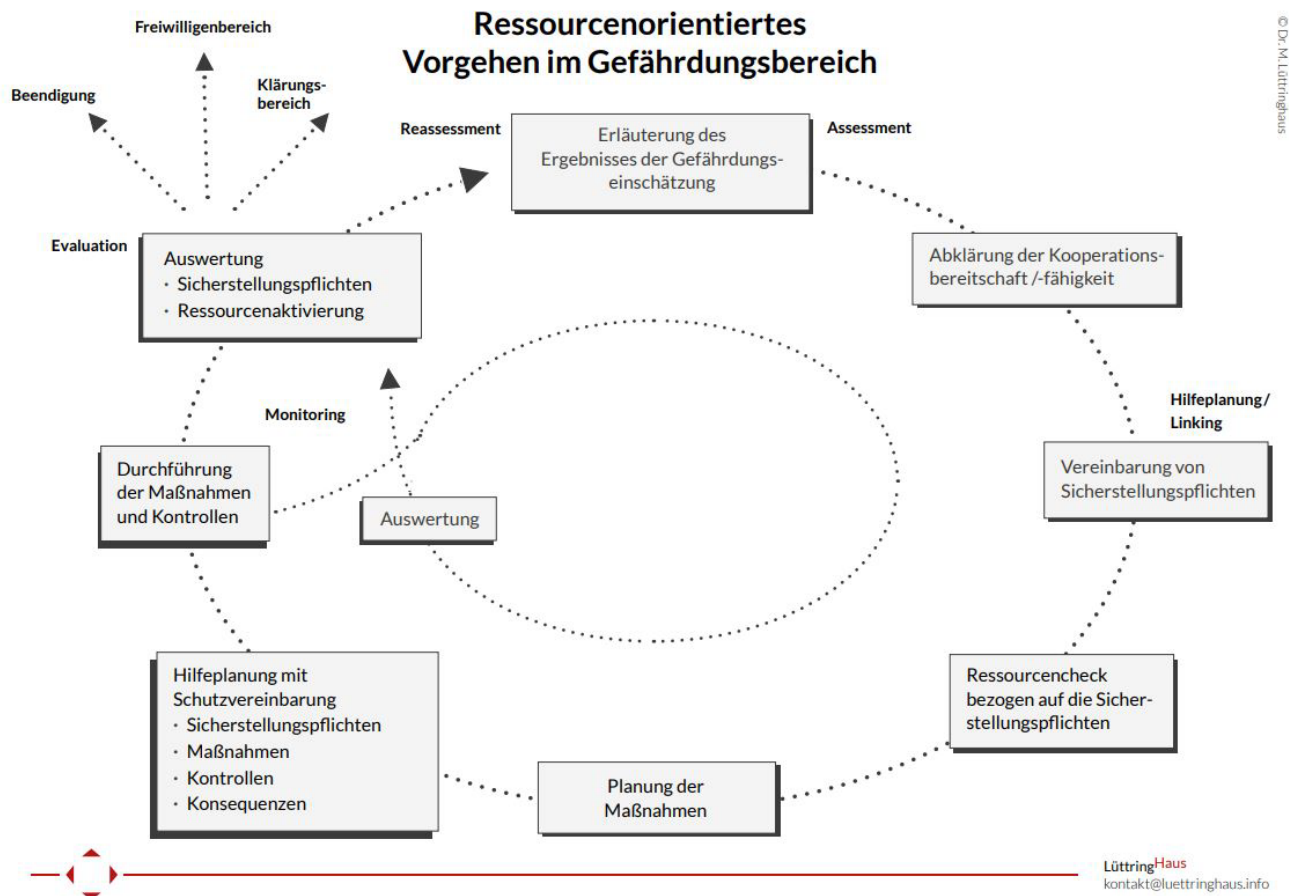 Ressourcenorientiertes
Vorgehen im Gefährdungsbereich
© Dr. M. Lüttringhaus
Freiwilligenbereich
Beendigung
Klärungs-
bereich
Reassessment
Erläuterung des
Ergebnisses der Gefährdungs-
einschätzung
Assessment
Evaluation
Auswertung
· Sicherstellungspflichten
· Ressourcenaktivierung
Abklärung der Kooperations-
bereitschaft /-fähigkeit
Monitoring
Hilfeplanung /
Linking
Durchführung
der Maßnahmen
und Kontrollen
Auswertung
Vereinbarung von
Sicherstellungspflichten
Hilfeplanung mit
Schutzvereinbarung
· Sicherstellungspflichten
· Maßnahmen
· Kontrollen
· Konsequenzen
Planung der
Maßnahmen
Ressourcencheck
bezogen auf die Sicher-
stellungspflichten
LüttringHaus
kontakt@luettringhaus.info